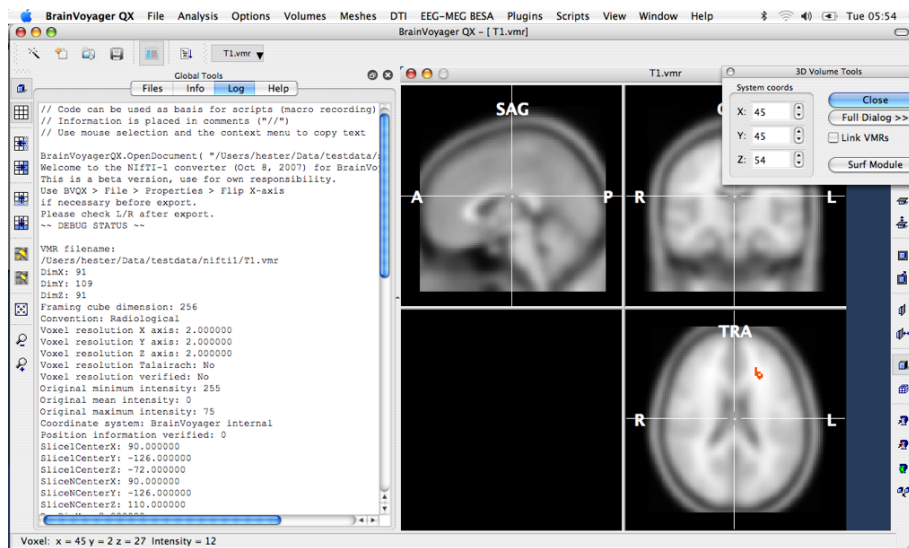 BrainVoyager QX File Analysis Options Volumes Meshes DTI EEG-MEG BESA Plugins Scripts View Window Help Tue 05:54
BrainVoyager QX – [ T1.vmr]
T1.vmr
Global Tools
Files Info Log Help
// Code can be used as basis for scripts (macro recording)
// Information is placed in comments ("//")
// Use mouse selection and the context menu to copy text
BrainVoyagerQX.OpenDocument( "/Users/hester/Data/testdata/
Welcome to the NIfTI-1 converter (Oct 8, 2007) for BrainVo
This is a beta version, use for own responsibility.
Use BVQX > File > Properties > Flip X-axis
if necessary before export.
Please check L/R after export.
~~ DEBUG STATUS ~~
VMR filename:
/Users/hester/Data/testdata/nifti1/T1.vmr
DimX: 91
DimY: 109
DimZ: 91
Framing cube dimension: 256
Convention: Radiological
Voxel resolution X axis: 2.000000
Voxel resolution Y axis: 2.000000
Voxel resolution Z axis: 2.000000
Voxel resolution Talairach: No
Voxel resolution verified: No
Original minimum intensity: 255
Original mean intensity: 0
Original maximum intensity: 75
Coordinate system: BrainVoyager internal
Position information verified: 0
Slice1CenterX: 90.000000
Slice1CenterY: -126.000000
Slice1CenterZ: -72.000000
SliceNCenterX: 90.000000
SliceNCenterY: -126.000000
SliceNCenterZ: 110.000000
T1.vmr
SAG
A P
R L
TRA
R L
3D Volume Tools
System coords
X: 45
Y: 45
Z: 54
Close
Full Dialog >>
Link VMRs
Surf Module
Voxel: x = 45 y = 2 z = 27 Intensity = 12